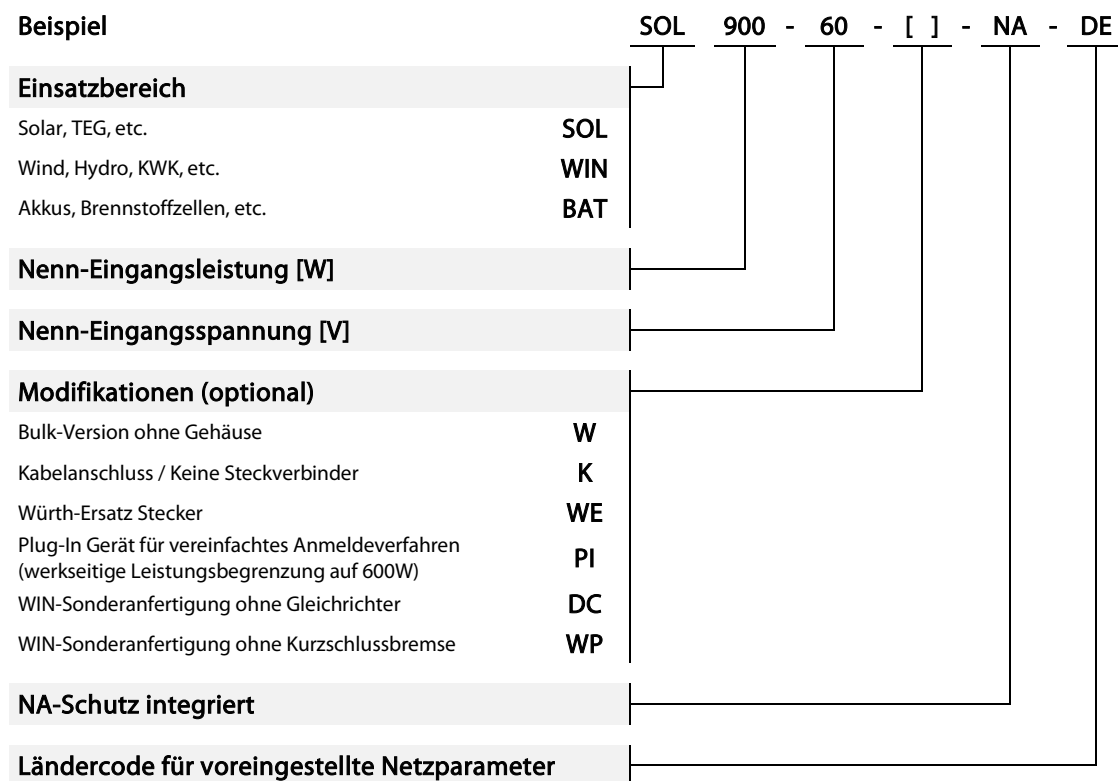 Beispiel SOL 900 - 60 - [ ] - NA - DE
Einsatzbereich
Solar, TEG, etc. SOL
Wind, Hydro, KWK, etc. WIN
Akkus, Brennstoffzellen, etc. BAT
Nenn-Eingangsleistung [W]
Nenn-Eingangsspannung [V]
Modifikationen (optional)
Bulk-Version ohne Gehäuse W
Kabelanschluss / Keine Steckverbinder K
Würth-Ersatz Stecker WE
Plug-In Gerät für vereinfachtes Anmeldeverfahren
(werkseitige Leistungsbegrenzung auf 600W) PI
WIN-Sonderanfertigung ohne Gleichrichter DC
WIN-Sonderanfertigung ohne Kurzschlussbremse WP
NA-Schutz integriert
Ländercode für voreingestellte Netzparameter